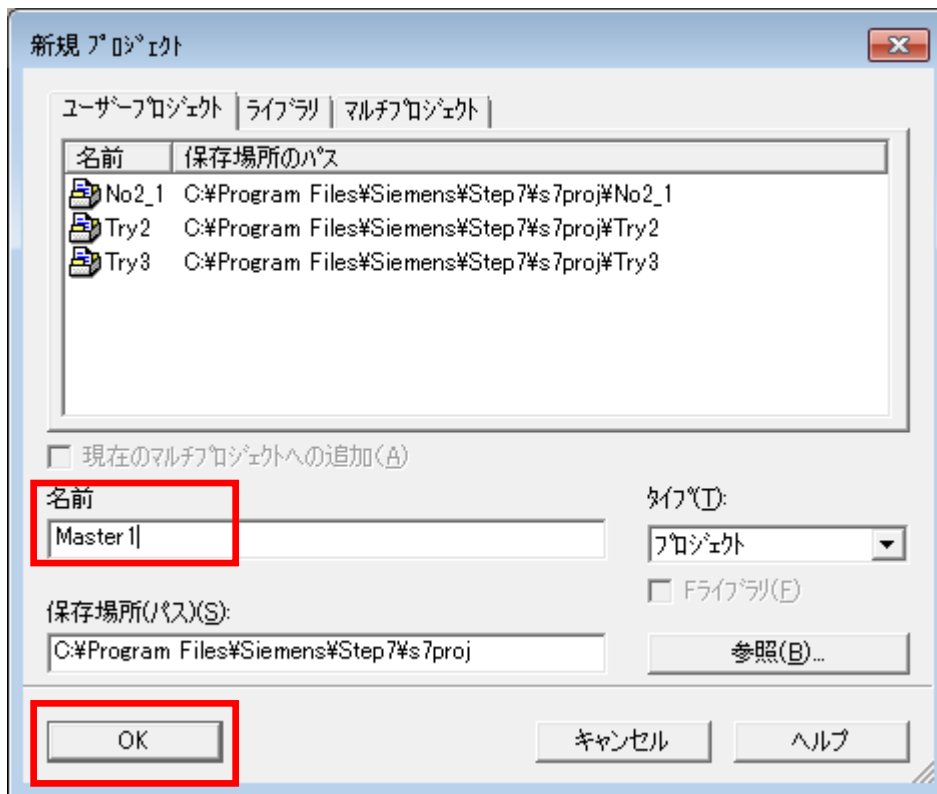 新規 プロジェクト
ユーザープロジェクト ライブラリ マルチプロジェクト
名前 保存場所のパス
No2_1 C:¥Program Files¥Siemens¥Step7¥s7proj¥No2_1
Try2 C:¥Program Files¥Siemens¥Step7¥s7proj¥Try2
Try3 C:¥Program Files¥Siemens¥Step7¥s7proj¥Try3
現在のマルチプロジェクトへの追加(A)
名前 タイプ(T):
Master1 プロジェクト
Fライブラリ(F)
保存場所(パス)(S):
C:¥Program Files¥Siemens¥Step7¥s7proj 参照(B)...
OK キャンセル ヘルプ